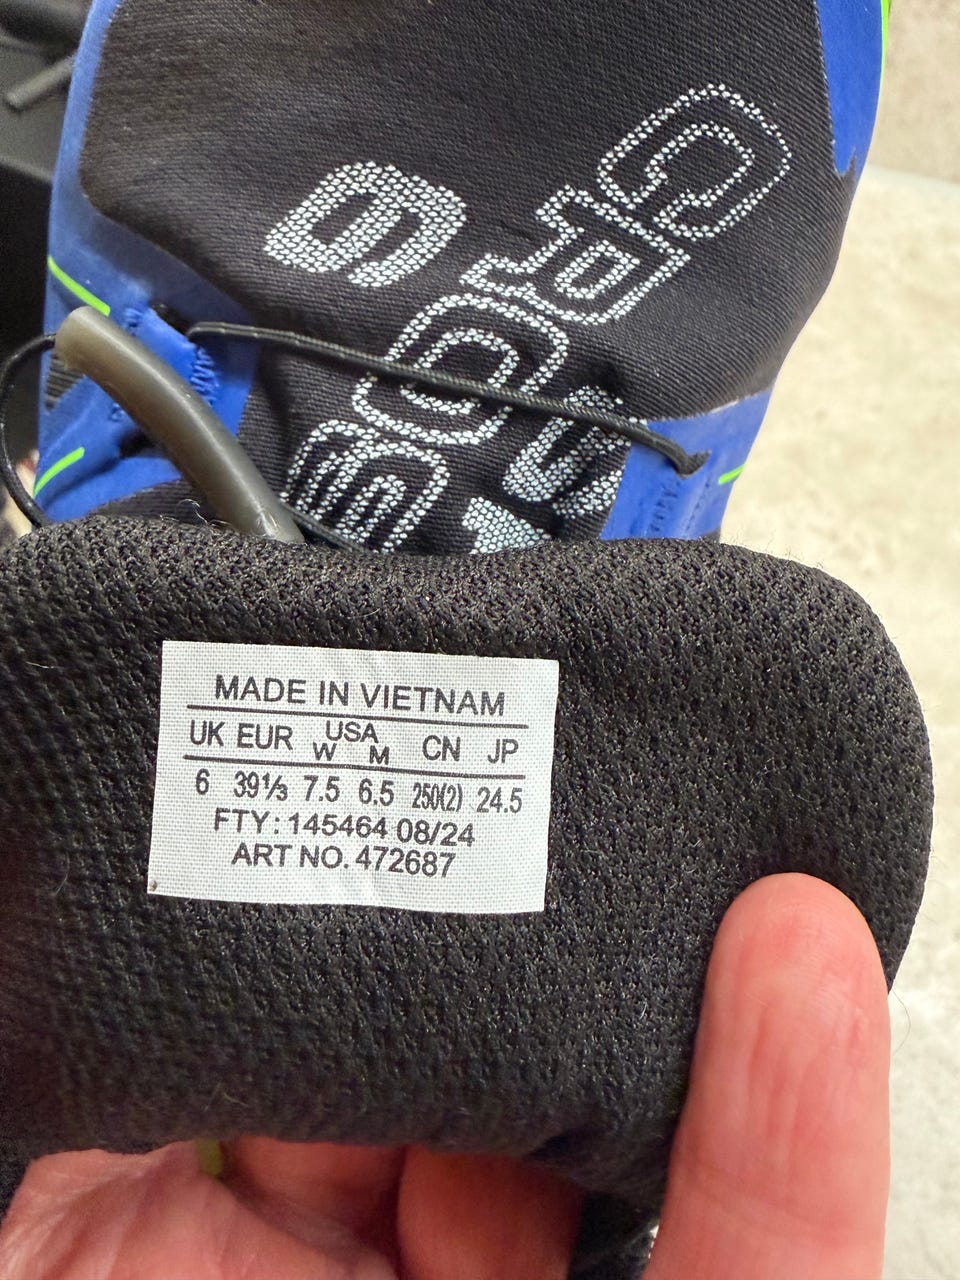 MADE IN VIETNAM
UK EUR USA W M CN JP
6 39⅓ 7.5 6.5 250(2) 24.5
FTY: 145464 08/24
ART NO. 472687